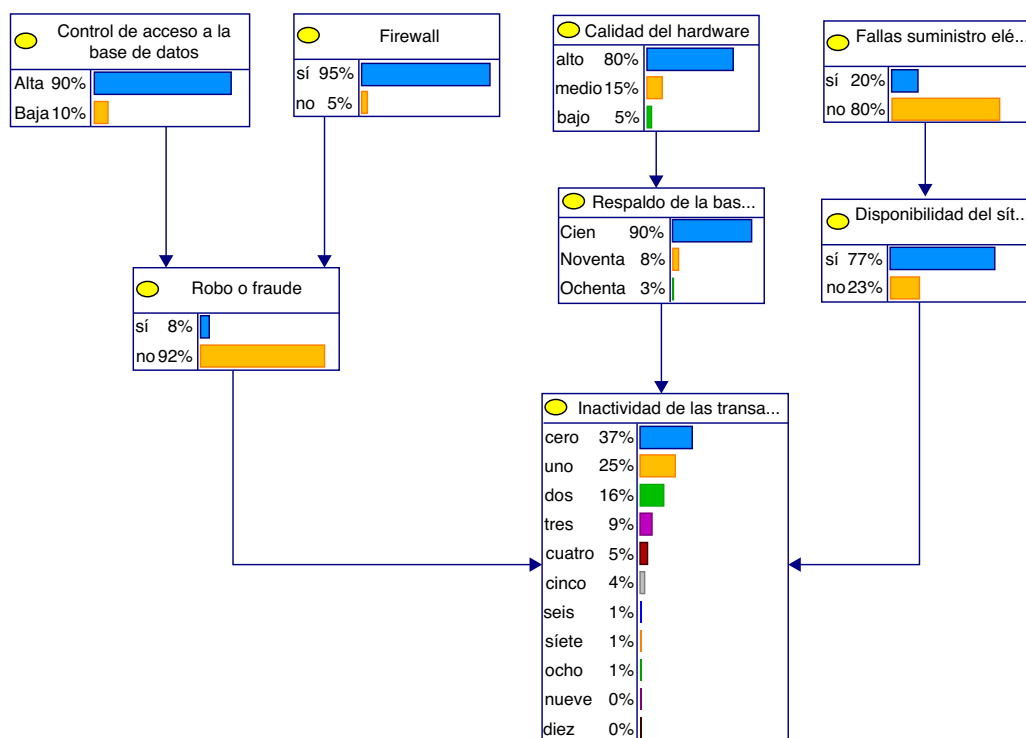 Control de acceso a la
base de datos
Alta 90%
Baja 10%
Firewall
sí 95%
no 5%
Calidad del hardware
alto 80%
medio 15%
bajo 5%
Fallas suministro elé...
sí 20%
no 80%
Respaldo de la bas...
Cien 90%
Noventa 8%
Ochenta 3%
Disponibilidad del sít...
sí 77%
no 23%
Robo o fraude
sí 8%
no 92%
Inactividad de las transa...
cero 37%
uno 25%
dos 16%
tres 9%
cuatro 5%
cinco 4%
seis 1%
síete 1%
ocho 1%
nueve 0%
diez 0%